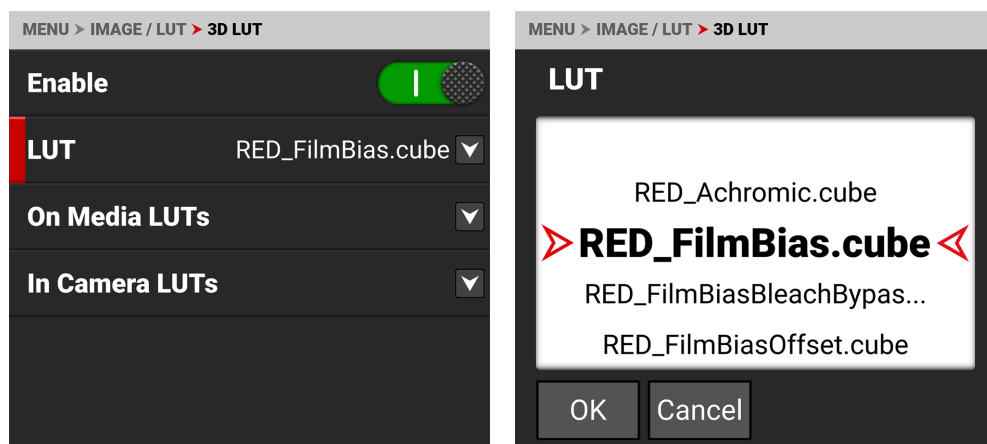 MENU > IMAGE / LUT > 3D LUT
Enable
LUT RED_FilmBias.cube
On Media LUTs
In Camera LUTs
MENU > IMAGE / LUT > 3D LUT
LUT
RED_Achromic.cube
RED_FilmBias.cube
RED_FilmBiasBleachBypas...
RED_FilmBiasOffset.cube
OK Cancel